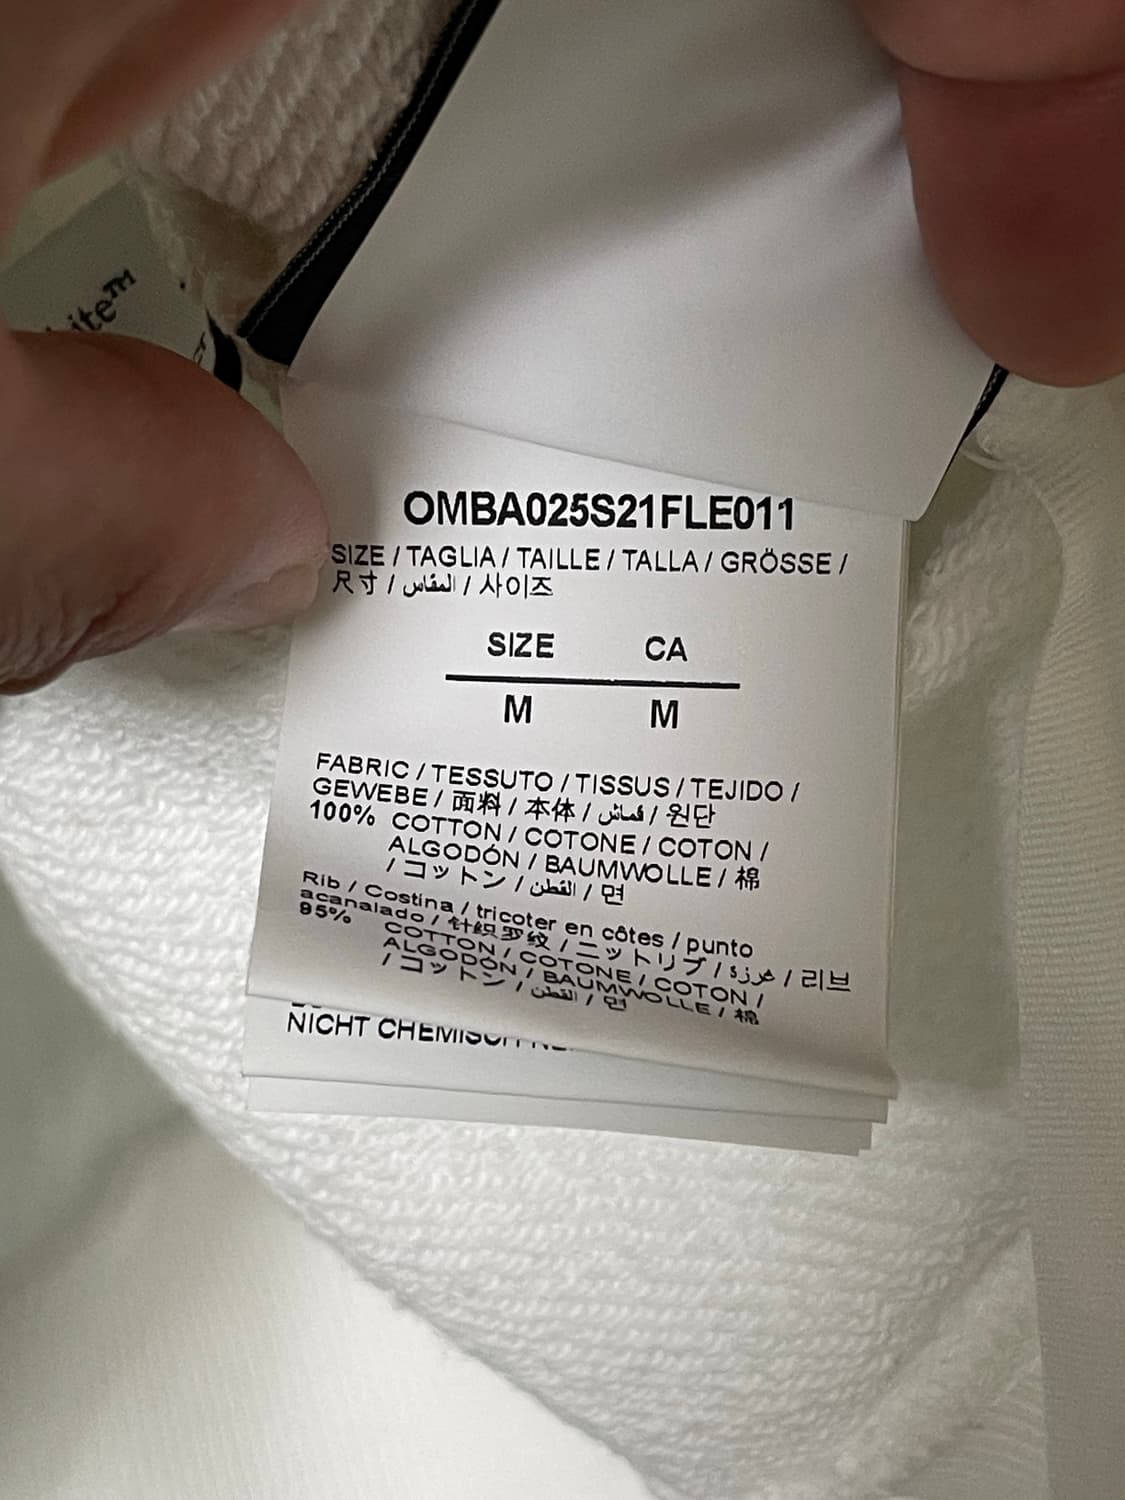 ite™
OMBA025S21FLE011
SIZE / TAGLIA / TAILLE / TALLA / GRÖSSE /
尺寸 / المقاس / 사이즈
SIZE CA
M M
FABRIC / TESSUTO / TISSUS / TEJIDO /
GEWEBE / 面料 / 本体 / قماش / 원단
100% COTTON / COTONE / COTON /
ALGODÓN / BAUMWOLLE / 棉
/ コットン / القطن / 면
Rib / Costina / tricoter en côtes / punto
acanalado / 针织罗纹 / ニットリブ / غرزة / 리브
95% COTTON / COTONE / COTON /
ALGODÓN / BAUMWOLLE / 棉
/ コットン / القطن / 면
NICHT CHEMISCH